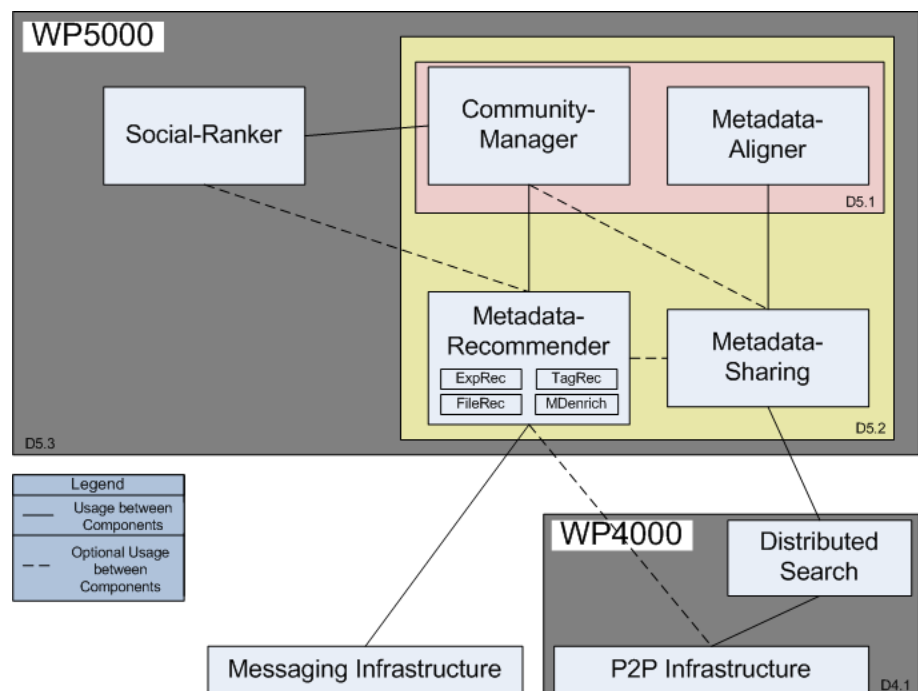 WP5000
Social-Ranker
Community-
Manager
Metadata-
Aligner
D5.1
Metadata-
Recommender
ExpRec
TagRec
FileRec
MDenrich
Metadata-
Sharing
D5.2
D5.3
Legend
Usage between
Components
Optional Usage
between
Components
WP4000
Distributed
Search
Messaging Infrastructure
P2P Infrastructure
D4.1